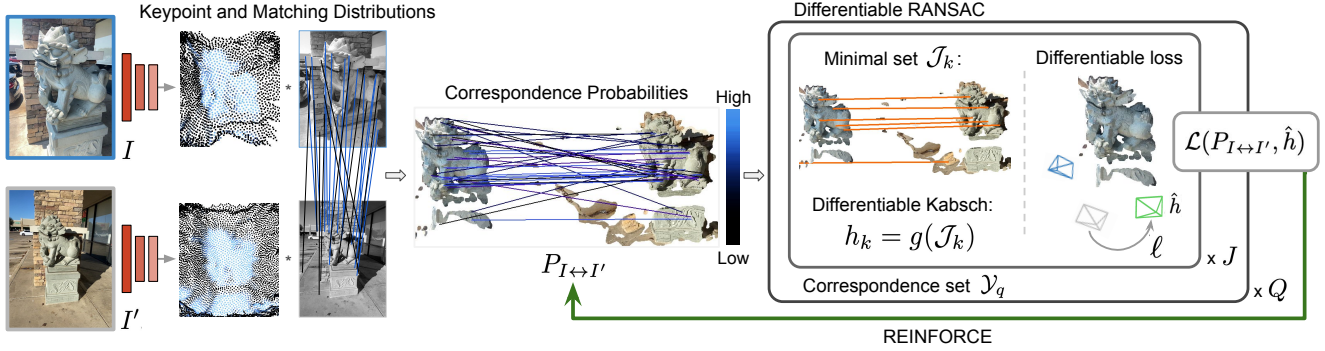 Keypoint and Matching Distributions
I
*
I'
*
Correspondence Probabilities
High
Low
P_{I↔I'}
Differentiable RANSAC
Minimal set 𝒥_k:
Differentiable loss
Differentiable Kabsch:
h_k = g(𝒥_k)
ĥ
ℓ
x J
Correspondence set 𝒴_q
x Q
ℒ(P_{I↔I'}, ĥ)
REINFORCE